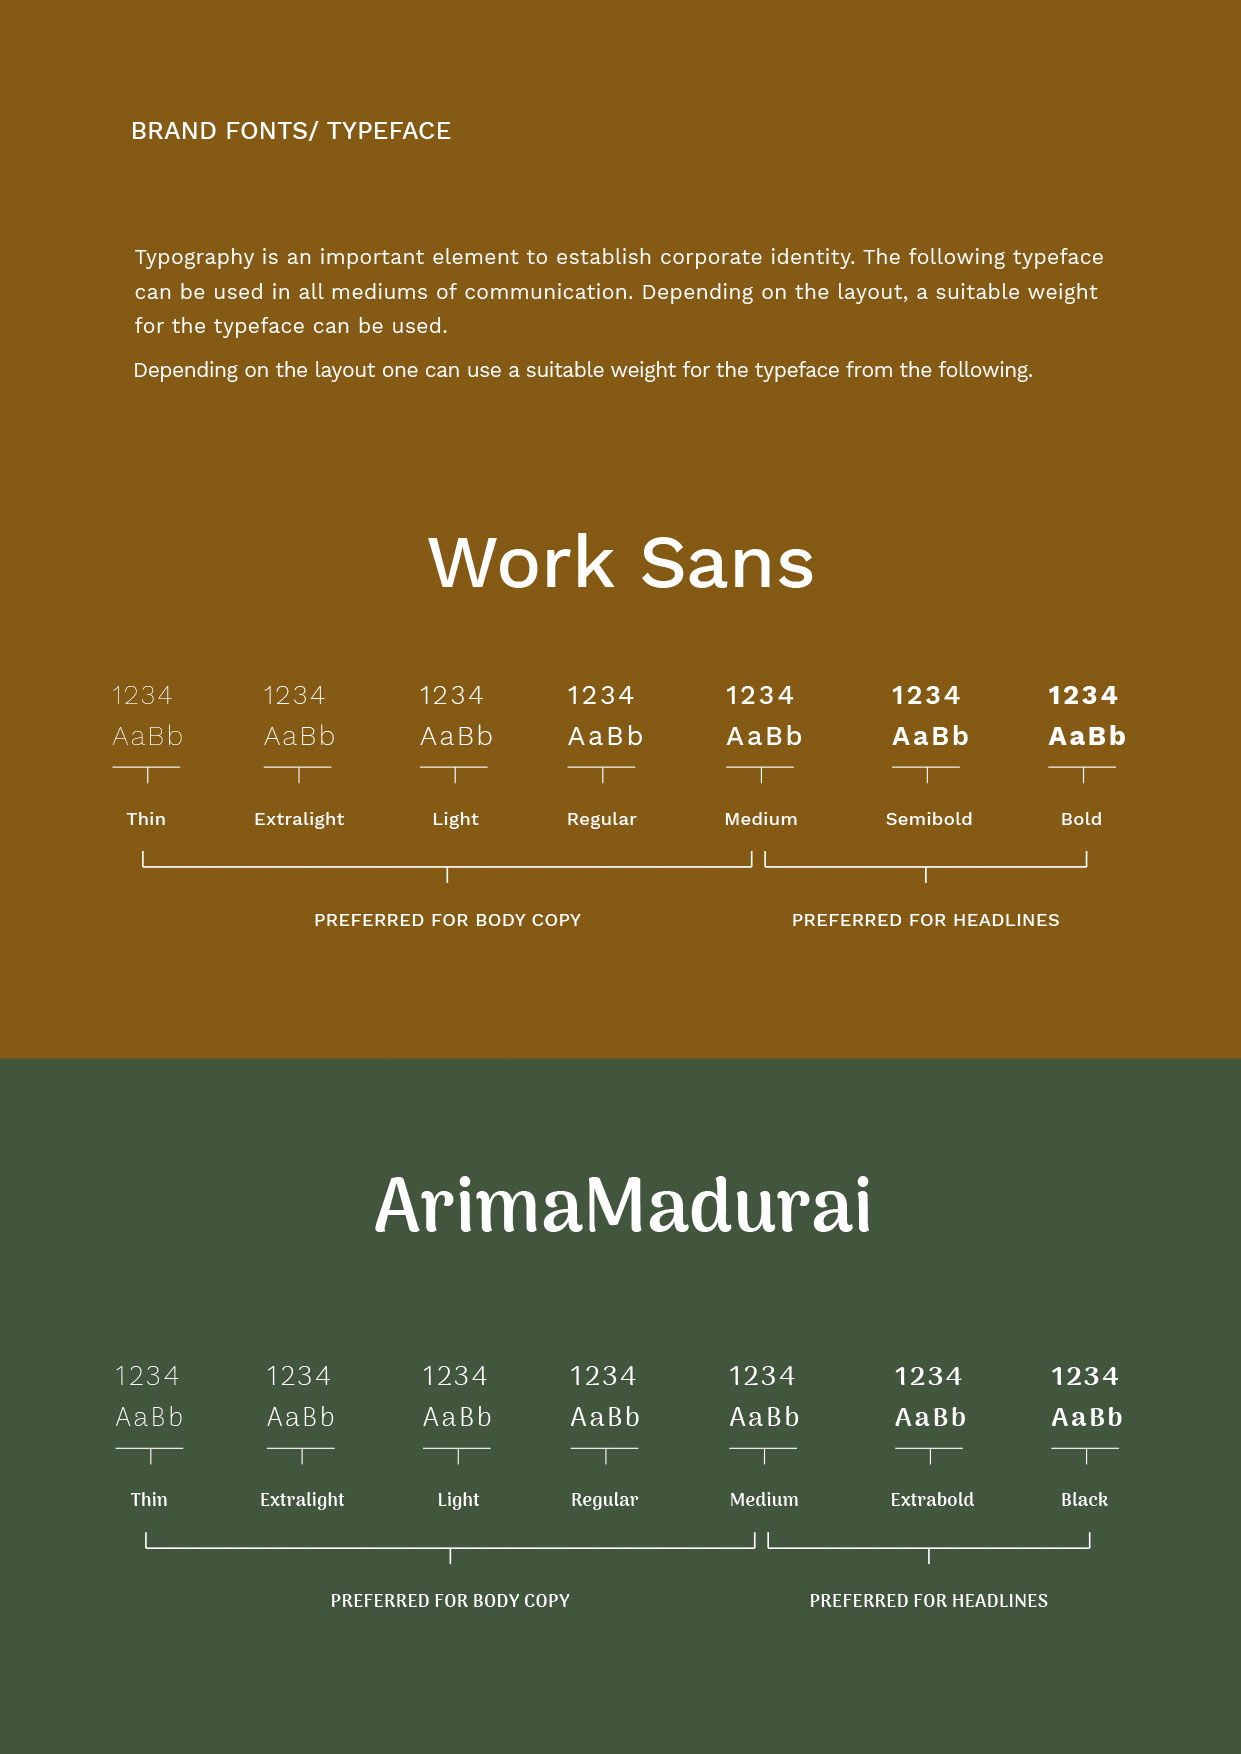 BRAND FONTS/ TYPEFACE
Typography is an important element to establish corporate identity. The following typeface
can be used in all mediums of communication. Depending on the layout, a suitable weight
for the typeface can be used.
Depending on the layout one can use a suitable weight for the typeface from the following.
Work Sans
1234 1234 1234 1234 1234 1234 1234
AaBb AaBb AaBb AaBb AaBb AaBb AaBb
Thin Extralight Light Regular Medium Semibold Bold
PREFERRED FOR BODY COPY PREFERRED FOR HEADLINES
ArimaMadurai
1234 1234 1234 1234 1234 1234 1234
AaBb AaBb AaBb AaBb AaBb AaBb AaBb
Thin Extralight Light Regular Medium Extrabold Black
PREFERRED FOR BODY COPY PREFERRED FOR HEADLINES